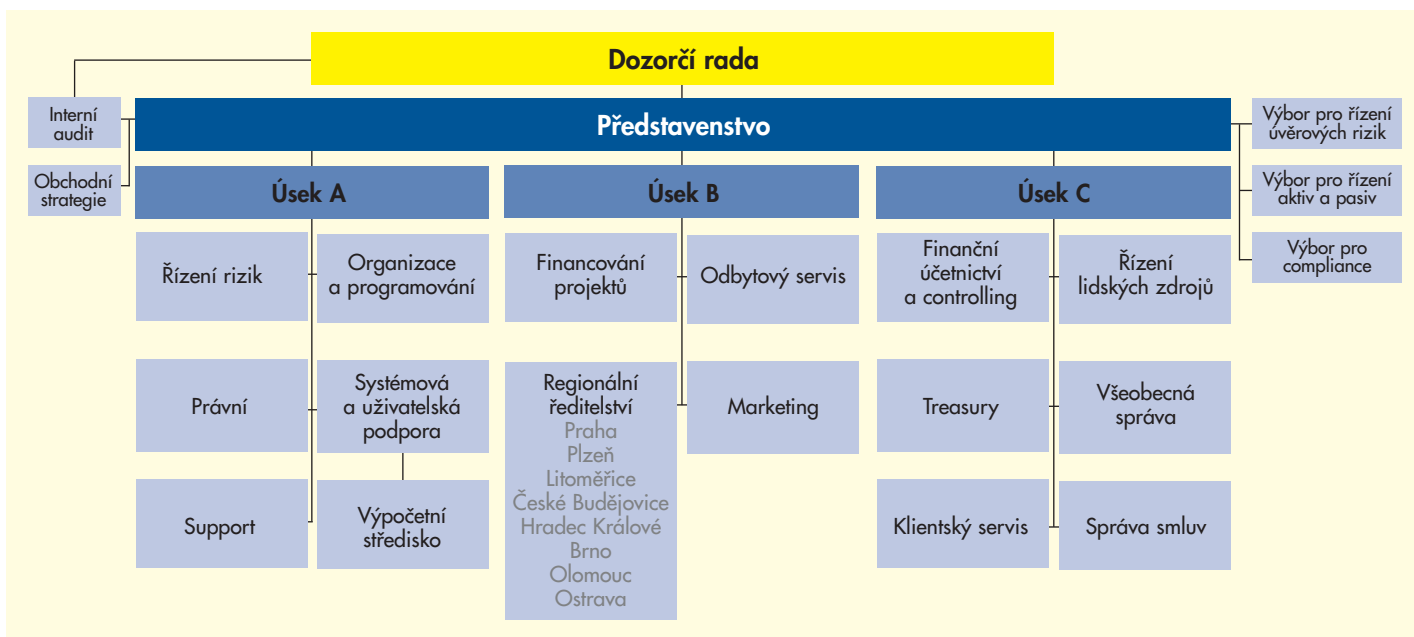 Dozorčí rada
Interní
audit
Představenstvo
Výbor pro řízení
úvěrových rizik
Obchodní
strategie
Úsek A
Úsek B
Úsek C
Výbor pro řízení
aktiv a pasiv
Výbor pro
compliance
Řízení rizik
Organizace
a programování
Financování
projektů
Odbytový servis
Finanční
účetnictví
a controlling
Řízení
lidských zdrojů
Právní
Systémová
a uživatelská
podpora
Regionální
ředitelství
Praha
Plzeň
Litoměřice
České Budějovice
Hradec Králové
Brno
Olomouc
Ostrava
Marketing
Treasury
Všeobecná
správa
Support
Výpočetní
středisko
Klientský servis
Správa smluv